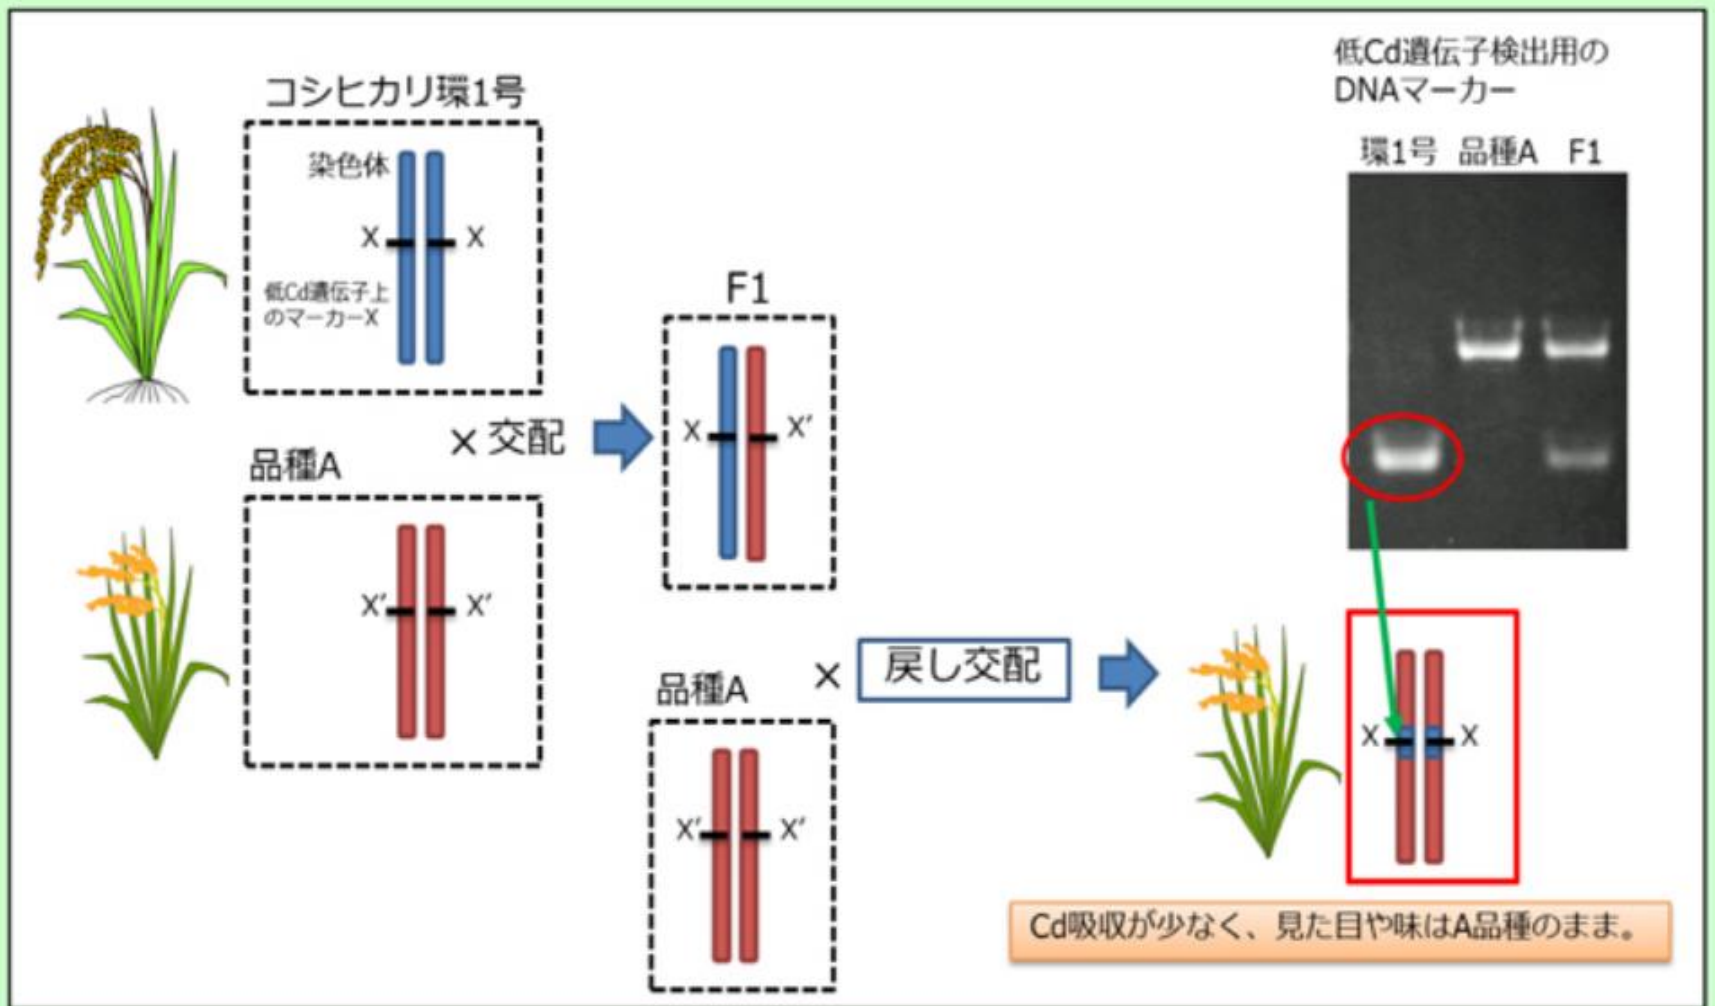 コシヒカリ環1号
染色体
X X
低Cd遺伝子上
のマーカーX
× 交配
品種A
X′ X′
F1
X X′
品種A
X′ X′
× 戻し交配
低Cd遺伝子検出用の
DNAマーカー
環1号 品種A F1
X X
Cd吸収が少なく、見た目や味はA品種のまま。